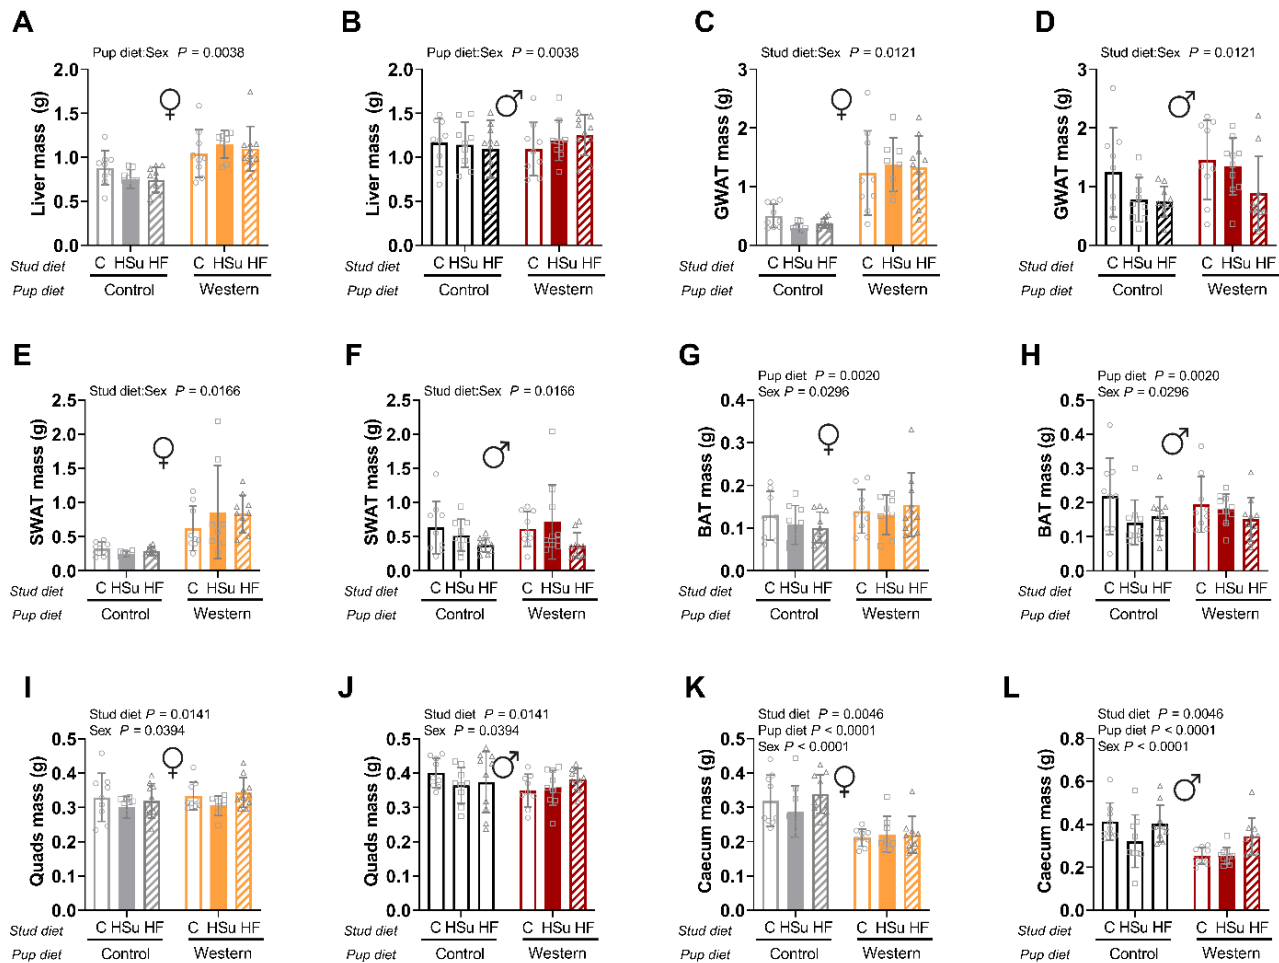 A
Pup diet:Sex P = 0.0038
Liver mass (g)
2.0
1.5
1.0
0.5
0.0
♀
Stud diet
C HSu HF C HSu HF
Pup diet
Control Western
B
Pup diet:Sex P = 0.0038
Liver mass (g)
2.0
1.5
1.0
0.5
0.0
♂
C HSu HF C HSu HF
Control Western
C
Stud diet:Sex P = 0.0121
GWAT mass (g)
3
2
1
0
♀
Stud diet
C HSu HF C HSu HF
Pup diet
Control Western
D
Stud diet:Sex P = 0.0121
GWAT mass (g)
3
2
1
0
♂
Stud diet
C HSu HF C HSu HF
Pup diet
Control Western
E
Stud diet:Sex P = 0.0166
SWAT mass (g)
2.5
2.0
1.5
1.0
0.5
0.0
♀
Stud diet
C HSu HF C HSu HF
Pup diet
Control Western
F
Stud diet:Sex P = 0.0166
SWAT mass (g)
2.5
2.0
1.5
1.0
0.5
0.0
♂
Stud diet
C HSu HF C HSu HF
Pup diet
Control Western
G
Pup diet P = 0.0020
Sex P = 0.0296
BAT mass (g)
0.4
0.3
0.2
0.1
0.0
♀
Stud diet
C HSu HF C HSu HF
Pup diet
Control Western
H
Pup diet P = 0.0020
Sex P = 0.0296
BAT mass (g)
0.5
0.4
0.3
0.2
0.1
0.0
♂
Stud diet
C HSu HF C HSu HF
Pup diet
Control Western
I
Stud diet P = 0.0141
Sex P = 0.0394
Quads mass (g)
0.5
0.4
0.3
0.2
0.1
0.0
♀
Stud diet
C HSu HF C HSu HF
Pup diet
Control Western
J
Stud diet P = 0.0141
Sex P = 0.0394
Quads mass (g)
0.5
0.4
0.3
0.2
0.1
0.0
♂
Stud diet
C HSu HF C HSu HF
Pup diet
Control Western
K
Stud diet P = 0.0046
Pup diet P < 0.0001
Sex P < 0.0001
Caecum mass (g)
0.5
0.4
0.3
0.2
0.1
0.0
♀
Stud diet
C HSu HF C HSu HF
Pup diet
Control Western
L
Stud diet P = 0.0046
Pup diet P < 0.0001
Sex P < 0.0001
Caecum mass (g)
0.8
0.6
0.4
0.2
0.0
♂
Stud diet
C HSu HF C HSu HF
Pup diet
Control Western